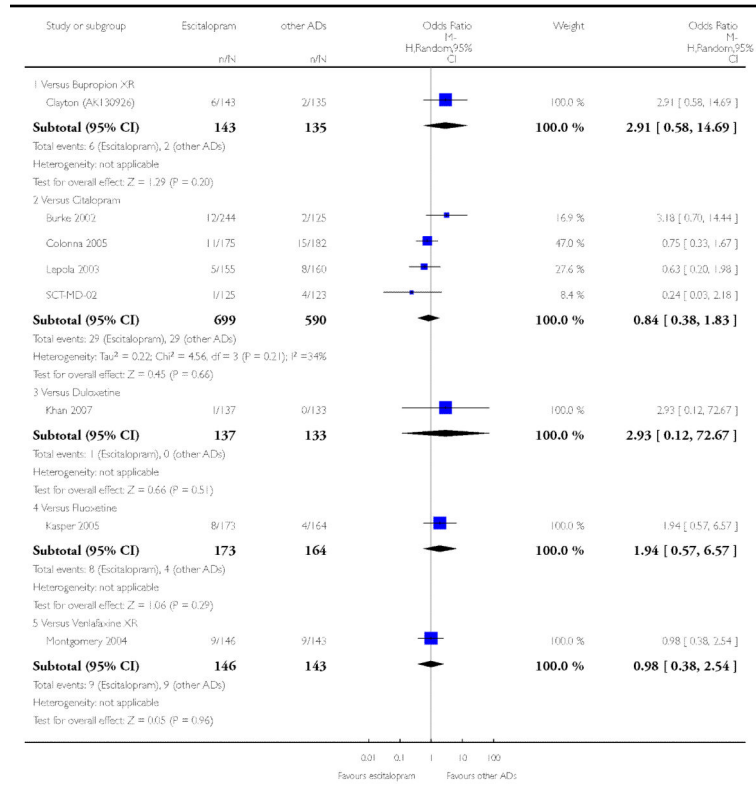 Study or subgroup Escitalopram other ADs Odds Ratio Weight Odds Ratio
M- M-
H,Random,95% H,Random,95%
n/N n/N CI CI
1 Versus Bupropion XR
Clayton (AK130926) 6/143 2/135 100.0 % 2.91 [ 0.58, 14.69 ]
Subtotal (95% CI) 143 135 100.0 % 2.91 [ 0.58, 14.69 ]
Total events: 6 (Escitalopram), 2 (other ADs)
Heterogeneity: not applicable
Test for overall effect: Z = 1.29 (P = 0.20)
2 Versus Citalopram
Burke 2002 12/244 2/125 16.9 % 3.18 [ 0.70, 14.44 ]
Colonna 2005 11/175 15/182 47.0 % 0.75 [ 0.33, 1.67 ]
Lepola 2003 5/155 8/160 27.6 % 0.63 [ 0.20, 1.98 ]
SCT-MD-02 1/125 4/123 8.4 % 0.24 [ 0.03, 2.18 ]
Subtotal (95% CI) 699 590 100.0 % 0.84 [ 0.38, 1.83 ]
Total events: 29 (Escitalopram), 29 (other ADs)
Heterogeneity: Tau² = 0.22; Chi² = 4.56, df = 3 (P = 0.21); I² =34%
Test for overall effect: Z = 0.45 (P = 0.66)
3 Versus Duloxetine
Khan 2007 1/137 0/133 100.0 % 2.93 [ 0.12, 72.67 ]
Subtotal (95% CI) 137 133 100.0 % 2.93 [ 0.12, 72.67 ]
Total events: 1 (Escitalopram), 0 (other ADs)
Heterogeneity: not applicable
Test for overall effect: Z = 0.66 (P = 0.51)
4 Versus Fluoxetine
Kasper 2005 8/173 4/164 100.0 % 1.94 [ 0.57, 6.57 ]
Subtotal (95% CI) 173 164 100.0 % 1.94 [ 0.57, 6.57 ]
Total events: 8 (Escitalopram), 4 (other ADs)
Heterogeneity: not applicable
Test for overall effect: Z = 1.06 (P = 0.29)
5 Versus Venlafaxine XR
Montgomery 2004 9/146 9/143 100.0 % 0.98 [ 0.38, 2.54 ]
Subtotal (95% CI) 146 143 100.0 % 0.98 [ 0.38, 2.54 ]
Total events: 9 (Escitalopram), 9 (other ADs)
Heterogeneity: not applicable
Test for overall effect: Z = 0.05 (P = 0.96)
0.01 0.1 1 10 100
Favours escitalopram Favours other ADs